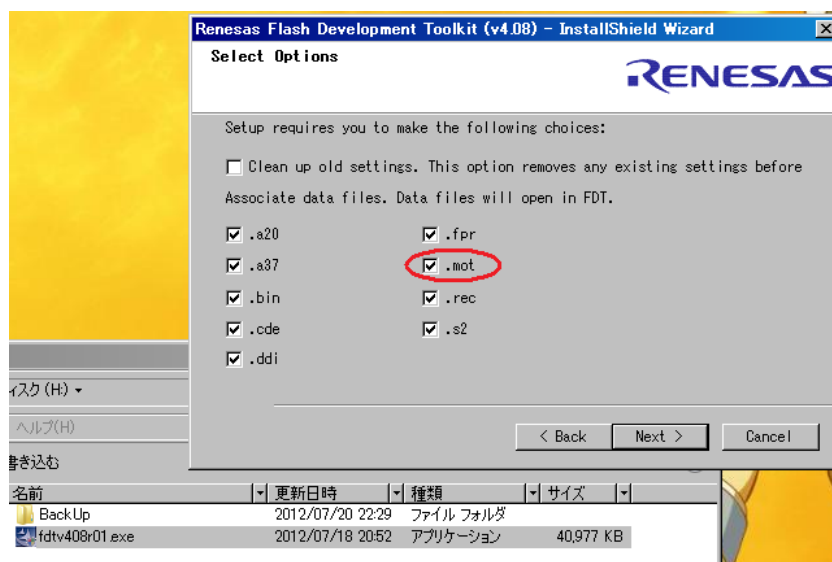 Renesas Flash Development Toolkit (v4.08) - InstallShield Wizard
Select Options
RENESAS
Setup requires you to make the following choices:
Clean up old settings. This option removes any existing settings before
Associate data files. Data files will open in FDT.
.a20 .fpr
.a37 .mot
.bin .rec
.cde .s2
.ddi
ィスク (H:)
ヘルプ(H)
< Back Next > Cancel
書き込む
名前 更新日時 種類 サイズ
BackUp 2012/07/20 22:29 ファイル フォルダ
fdtv408r01.exe 2012/07/18 20:52 アプリケーション 40,977 KB